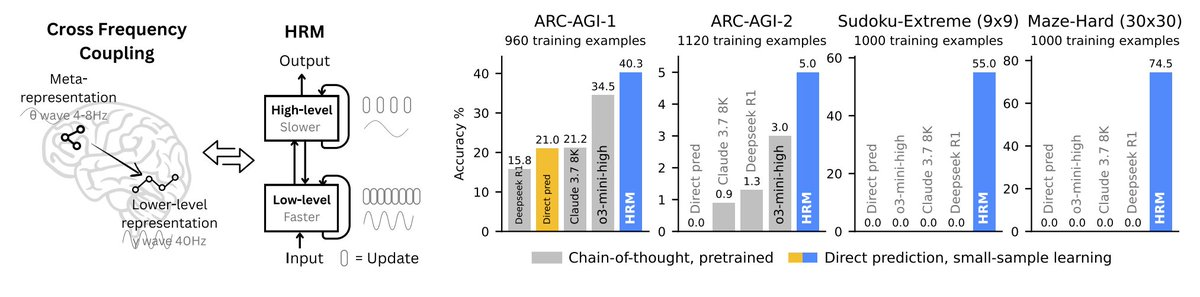 Cross Frequency
Coupling
Meta-
representation
θ wave 4-8Hz
Lower-level
representation
γ wave 40Hz
HRM
Output
High-level
Slower
Low-level
Faster
Input
= Update
ARC-AGI-1
960 training examples
Accuracy %
40
30
20
10
0
15.8
21.0
21.2
34.5
40.3
Deepseek R1
Direct pred
Claude 3.7 8K
o3-mini-high
HRM
ARC-AGI-2
1120 training examples
5
4
3
2
1
0
0.0
0.9
1.3
3.0
5.0
Direct pred
Claude 3.7 8K
Deepseek R1
o3-mini-high
HRM
Sudoku-Extreme (9x9)
1000 training examples
60
40
20
0
0.0
0.0
0.0
0.0
55.0
Direct pred
o3-mini-high
Claude 3.7 8K
Deepseek R1
HRM
Maze-Hard (30x30)
1000 training examples
80
60
40
20
0
0.0
0.0
0.0
0.0
74.5
Direct pred
o3-mini-high
Claude 3.7 8K
Deepseek R1
HRM
Chain-of-thought, pretrained
Direct prediction, small-sample learning